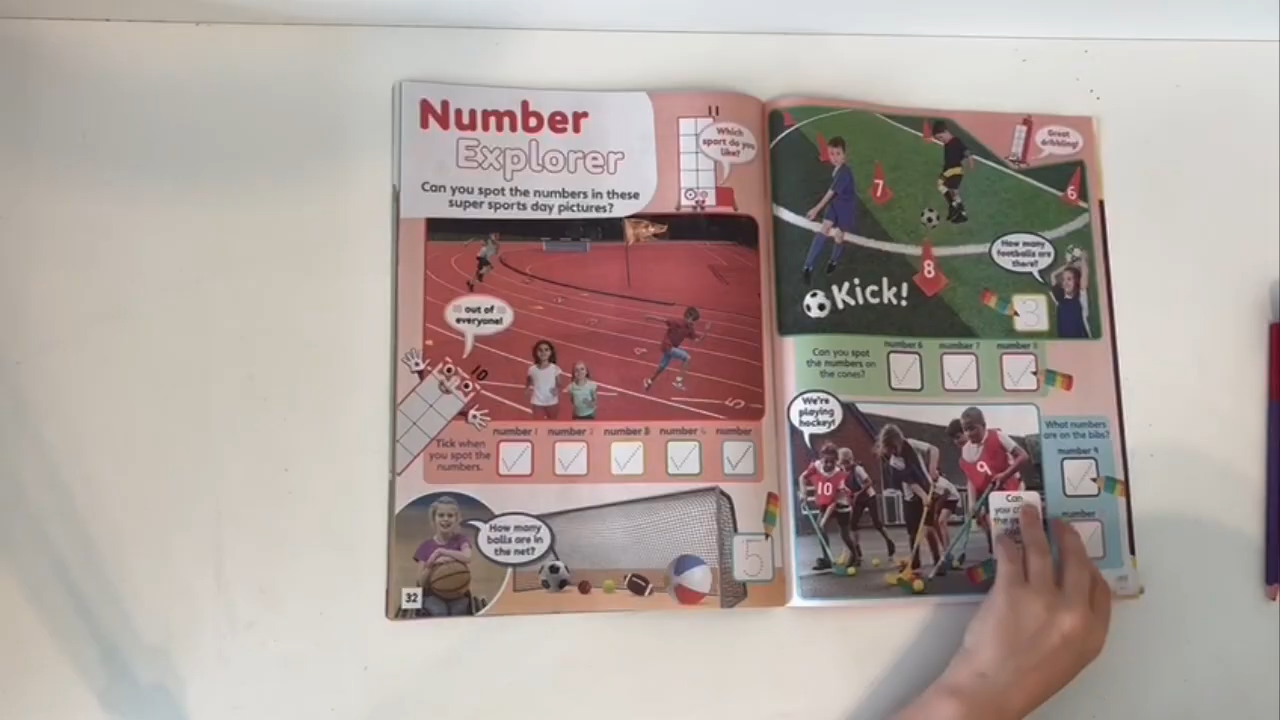 Number
Explorer
Can you spot the numbers in these
super sports day pictures?
11
Which
sport do you
like?
out of
everyone!
10
5
Tick when
you spot the
numbers.
number 1
number
number
number
number
How many
balls are in
the net?
5
32
Great
dribbling!
7
6
8
How many
footballs are
there?
Kick!
3
Can you spot
the numbers on
the cones?
number 6
number 7
number 8
We're
playing
hockey!
10
9
What numbers
are on the bibs?
number 9
number
Can